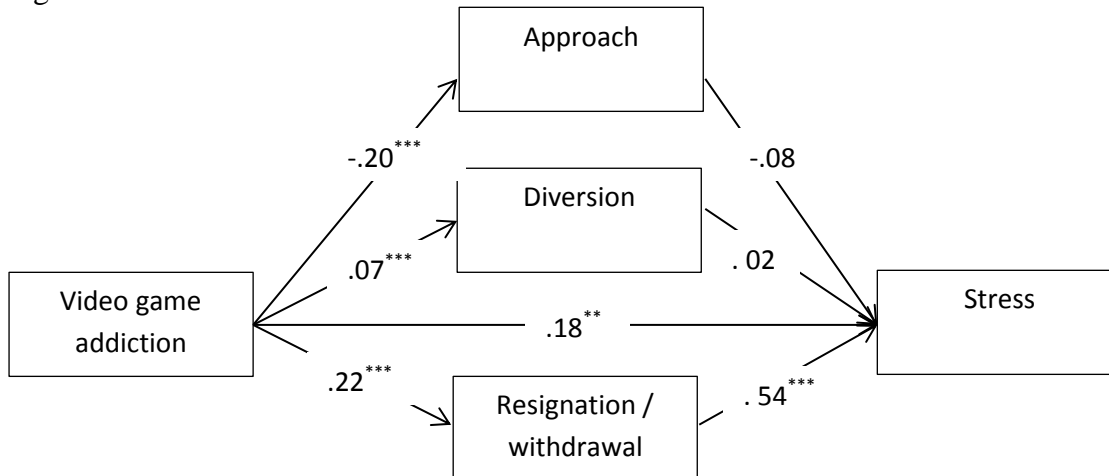 Approach
-.20***
-.08
Diversion
.07***
. 02
Video game
addiction
Stress
.18**
.22***
. 54***
Resignation /
withdrawal